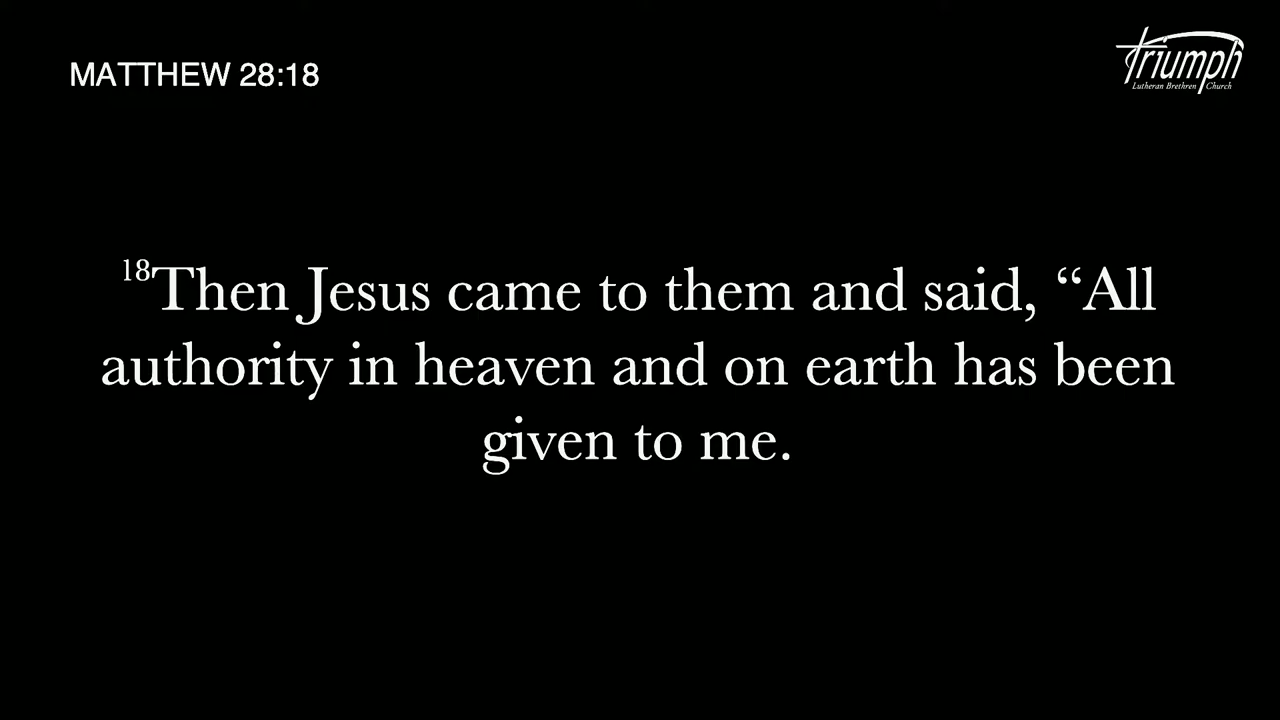 MATTHEW 28:18
triumph
Lutheran Brethren Church
18Then Jesus came to them and said, “All
authority in heaven and on earth has been
given to me.